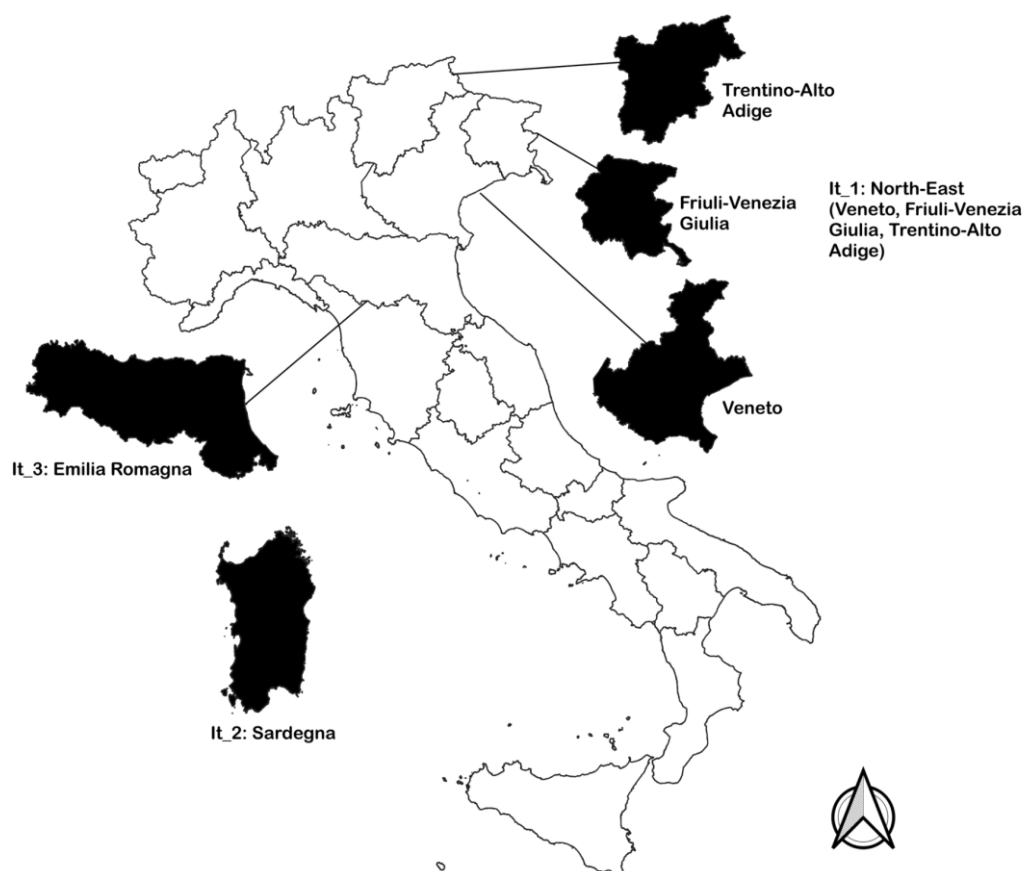 Trentino-Alto
Adige
Friuli-Venezia
Giulia
It_1: North-East
(Veneto, Friuli-Venezia
Giulia, Trentino-Alto
Adige)
Veneto
It_3: Emilia Romagna
It_2: Sardegna